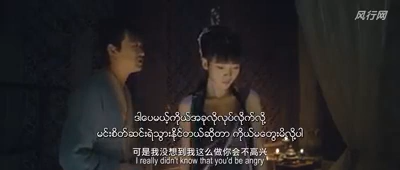 风行网
ဒါပေမယ့်ကိုယ်အခုလိုလုပ်လိုက်လို့
မင်းစိတ်ဆင်းရဲသွားနိုင်တယ်ဆိုတာ ကိုယ်မတွေးမိလို့ပါ
可是我没想到我这么做你会不高兴
I really didn't know that you'd be angry